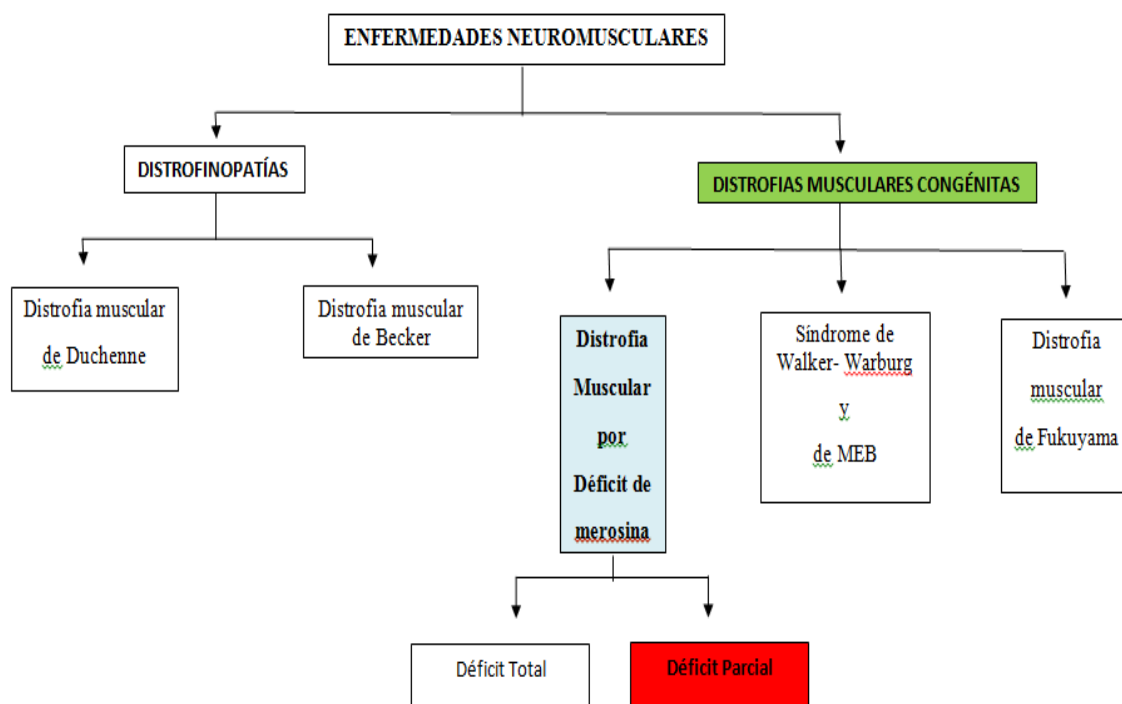 ENFERMEDADES NEUROMUSCULARES
DISTROFINOPATÍAS
DISTROFIAS MUSCULARES CONGÉNITAS
Distrofia muscular
de Duchenne
Distrofia muscular
de Becker
Distrofia
Muscular
por
Déficit de
merosina
Síndrome de
Walker- Warburg
y
de MEB
Distrofia
muscular
de Fukuyama
Déficit Total
Déficit Parcial